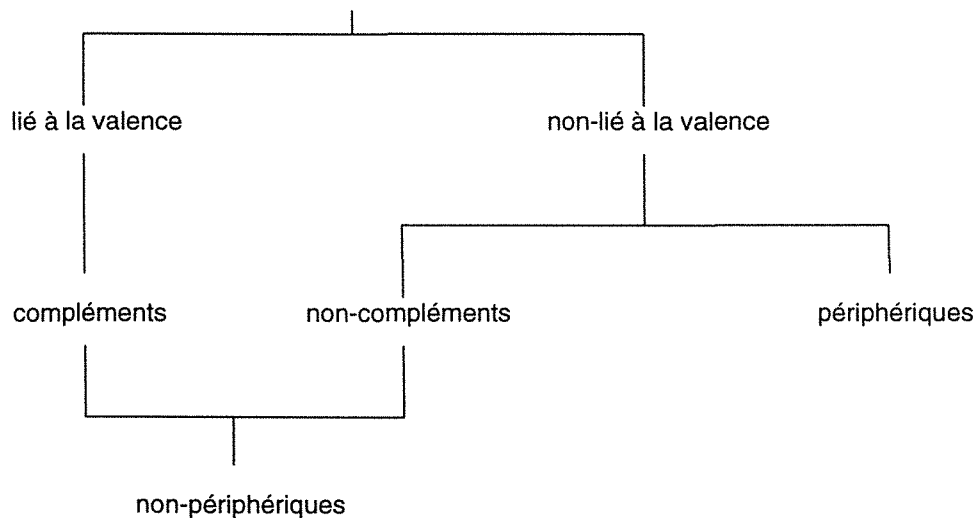 lié à la valence non-lié à la valence
compléments non-compléments périphériques
non-périphériques